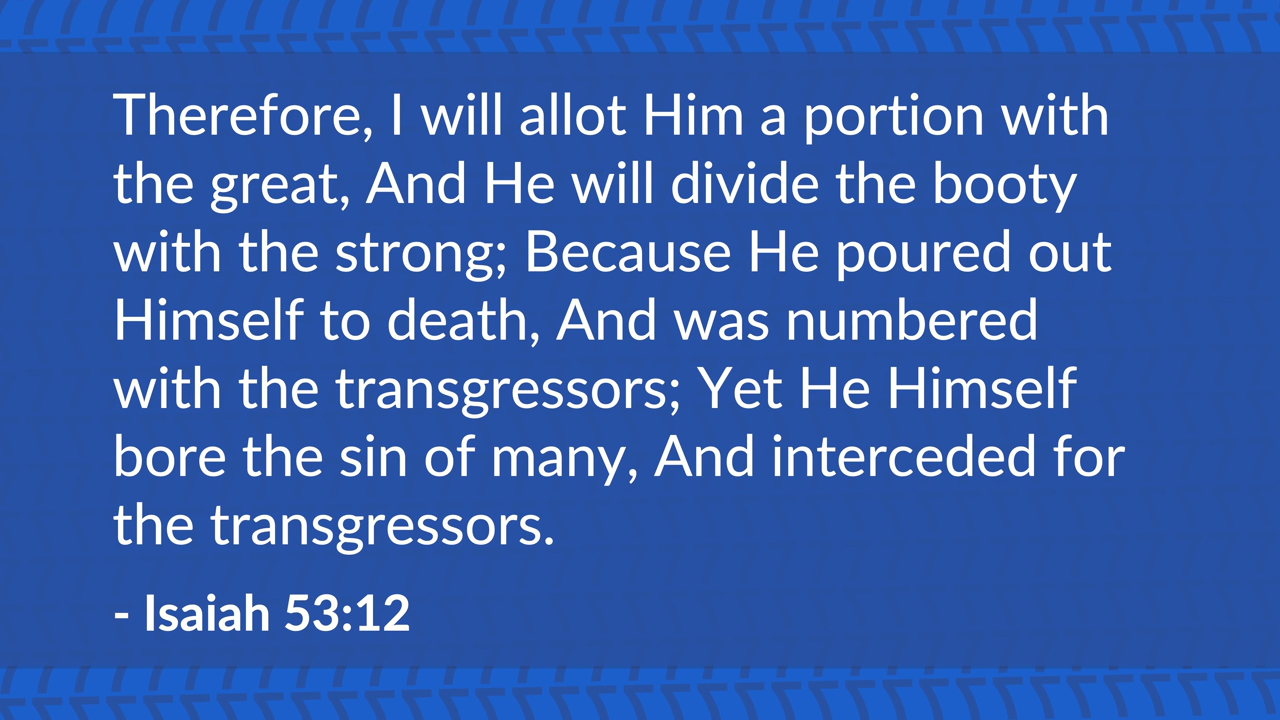 Therefore, I will allot Him a portion with
the great, And He will divide the booty
with the strong; Because He poured out
Himself to death, And was numbered
with the transgressors; Yet He Himself
bore the sin of many, And interceded for
the transgressors.
- Isaiah 53:12